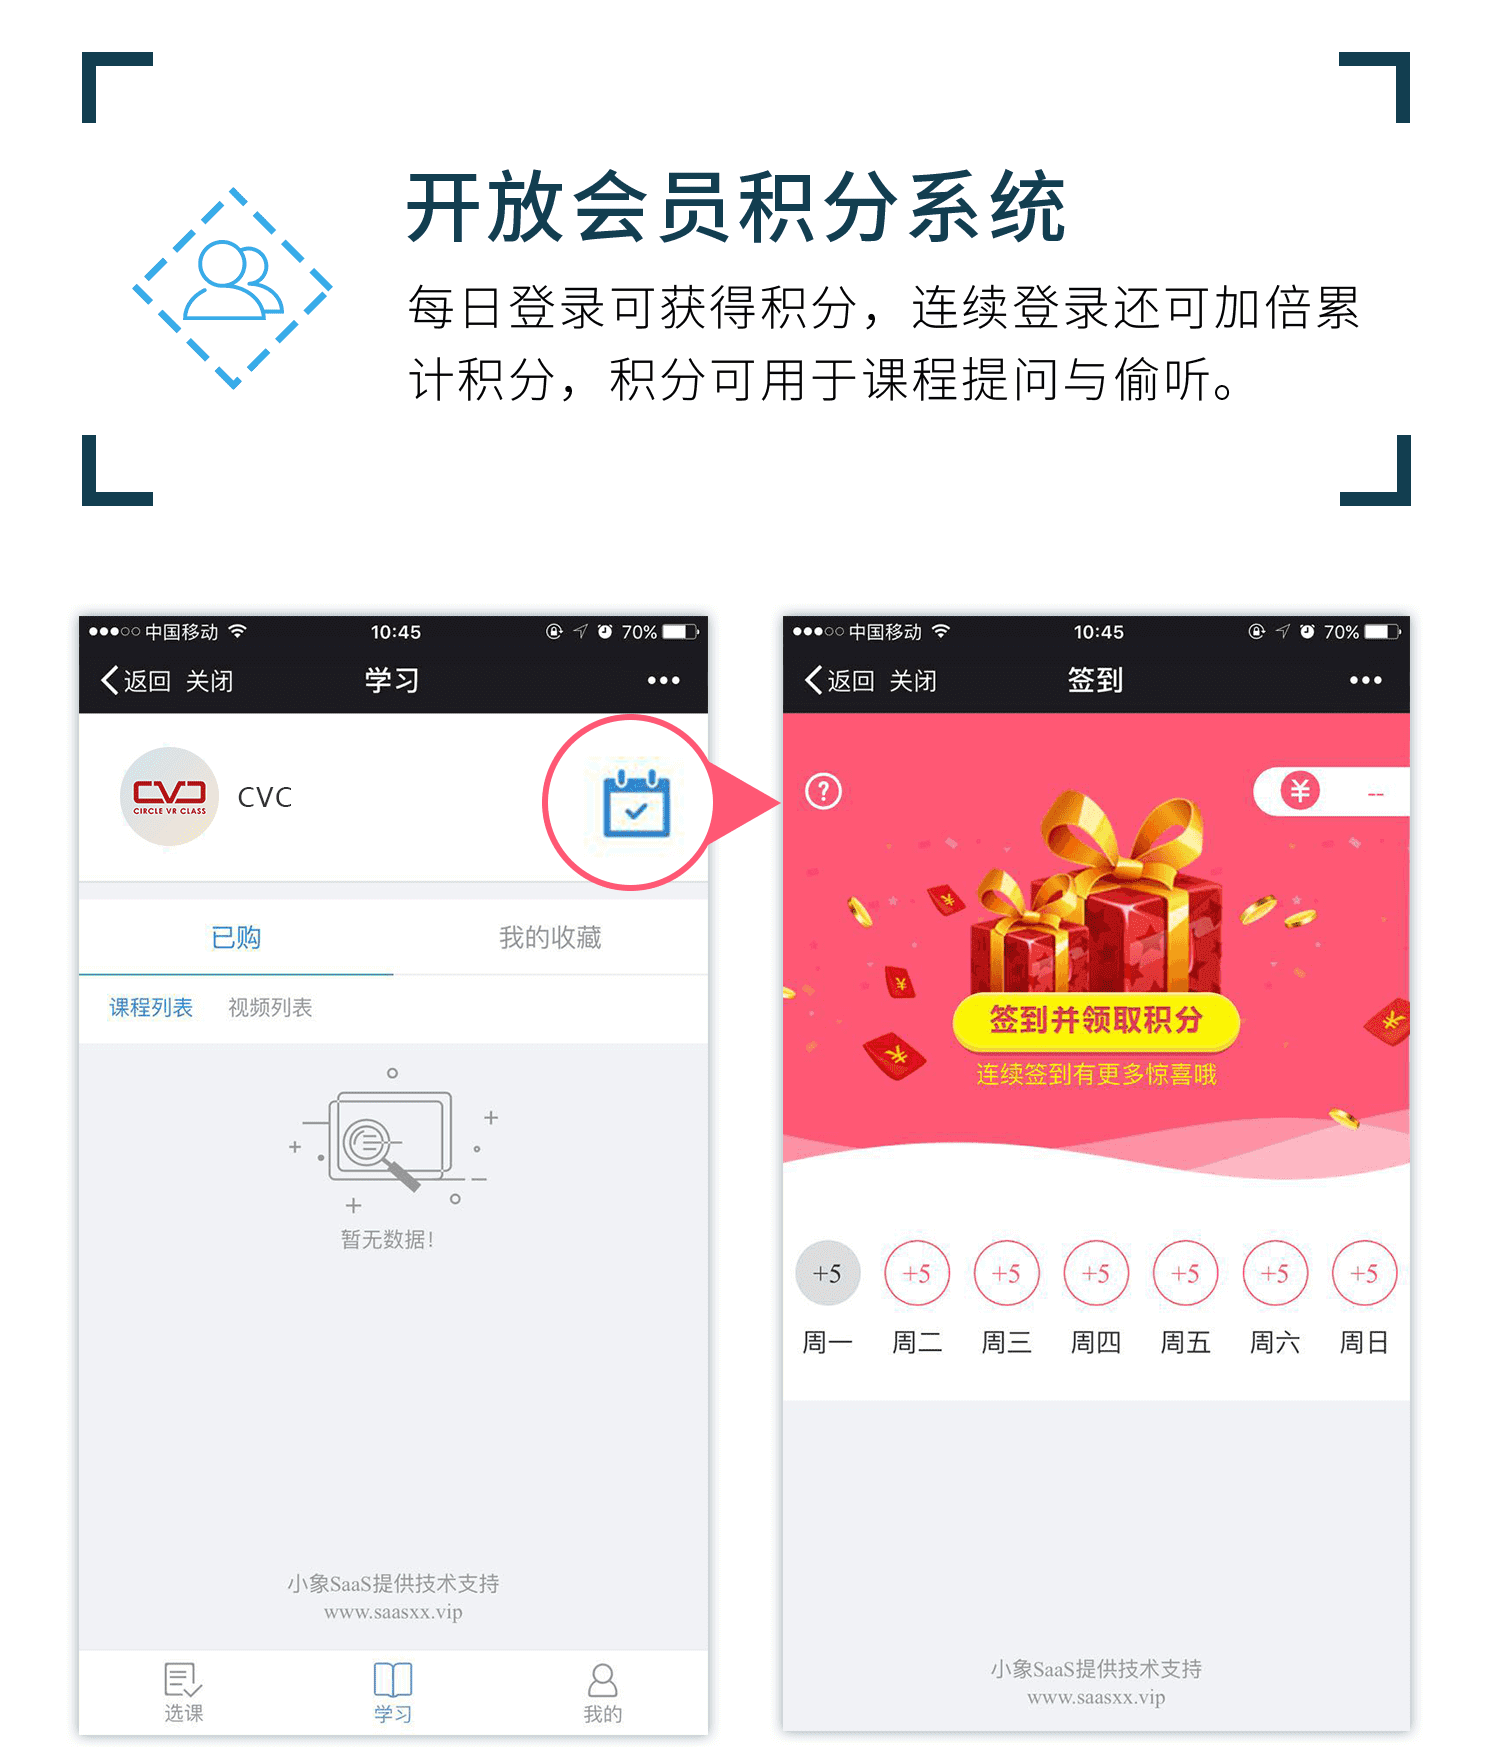 开放会员积分系统
每日登录可获得积分，连续登录还可加倍累
计积分，积分可用于课程提问与偷听。
中国移动 10:45 70%
返回 关闭 学习
CVC
CIRCLE VR CLASS
CVC
已购 我的收藏
课程列表 视频列表
暂无数据！
小象SaaS提供技术支持
www.saasxx.vip
选课 学习 我的
中国移动 10:45 70%
返回 关闭 签到
? ¥ --
签到并领取积分
连续签到有更多惊喜哦
+5 +5 +5 +5 +5 +5 +5
周一 周二 周三 周四 周五 周六 周日
小象SaaS提供技术支持
www.saasxx.vip